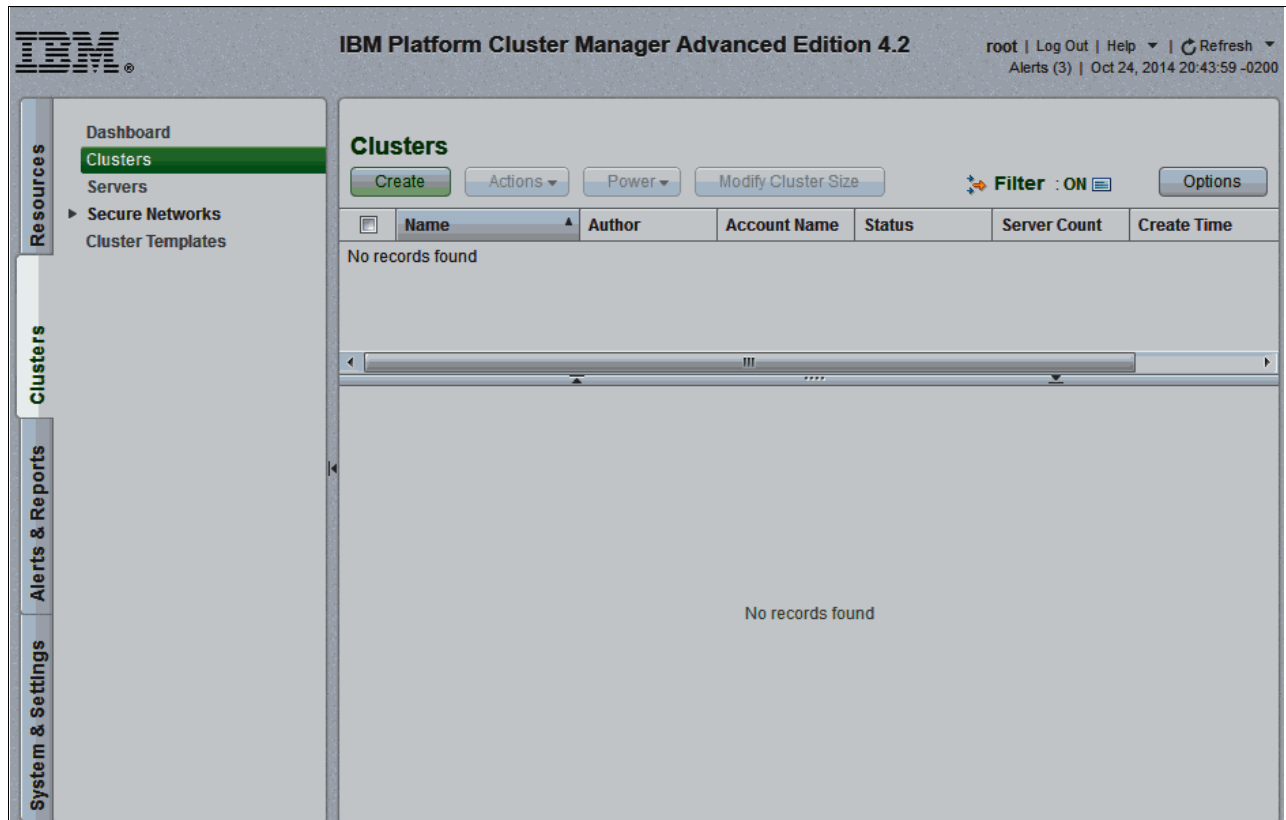 IBM®
IBM Platform Cluster Manager Advanced Edition 4.2
root | Log Out | Help | Refresh
Alerts (3) | Oct 24, 2014 20:43:59 -0200
Resources
Clusters
Alerts & Reports
System & Settings
Dashboard
Clusters
Servers
Secure Networks
Cluster Templates
Clusters
Create Actions Power Modify Cluster Size Filter : ON Options
Name Author Account Name Status Server Count Create Time
No records found
No records found